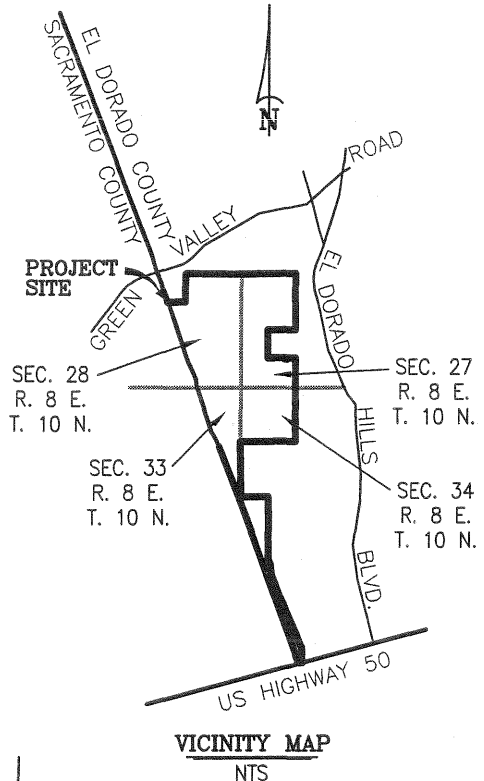 EL DORADO COUNTY
SACRAMENTO COUNTY
N
GREEN VALLEY ROAD
PROJECT
SITE
EL DORADO HILLS BLVD.
SEC. 28
R. 8 E.
T. 10 N.
SEC. 27
R. 8 E.
T. 10 N.
SEC. 33
R. 8 E.
T. 10 N.
SEC. 34
R. 8 E.
T. 10 N.
US HIGHWAY 50
VICINITY MAP
NTS